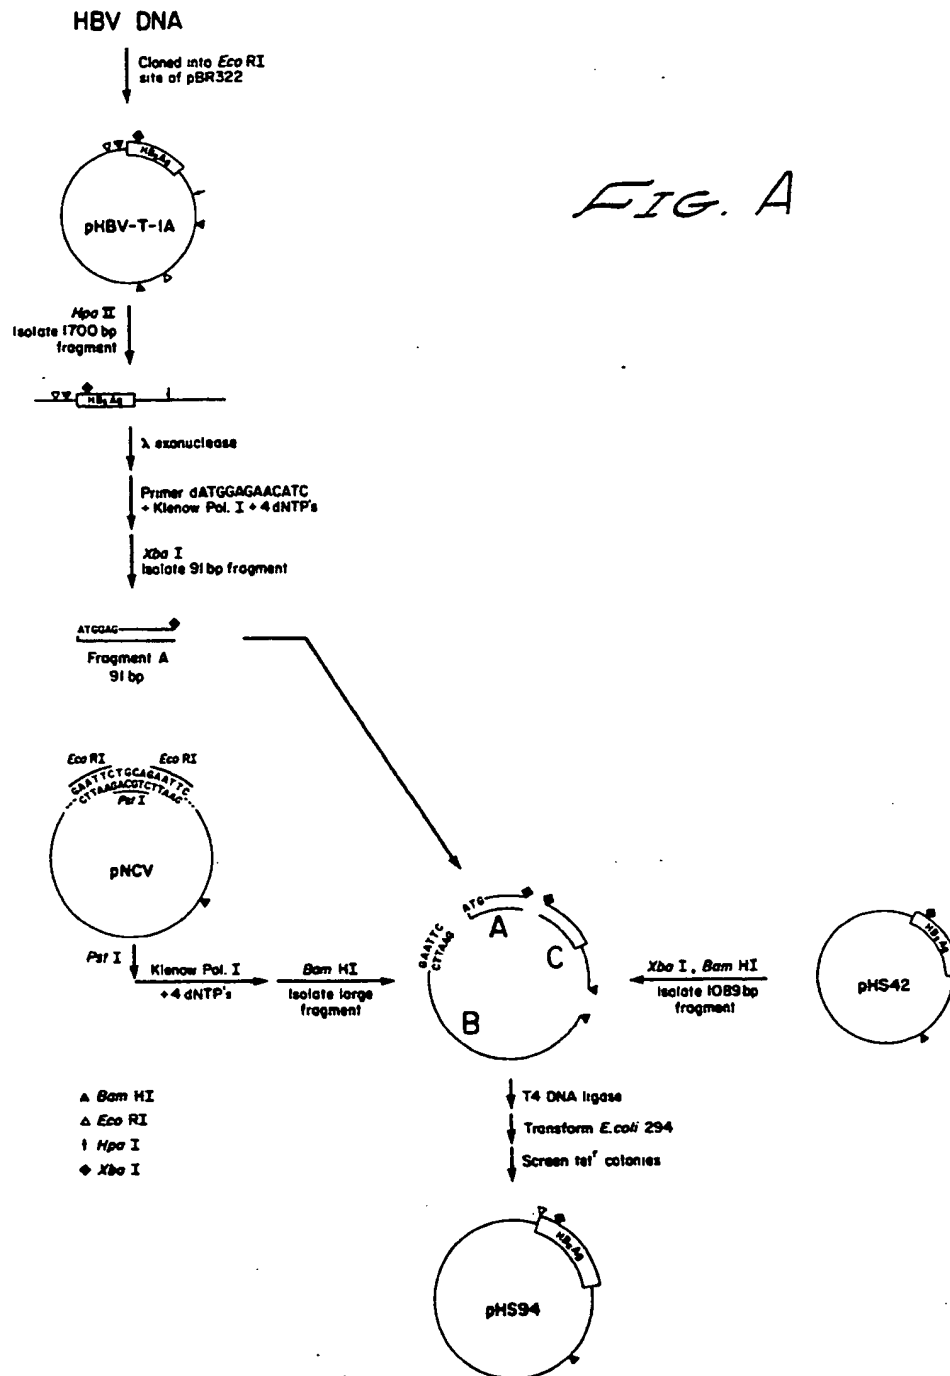 HBV DNA
Cloned into Eco RI
site of pBR322
HBsAg
pHBV-T-1A
FIG. A
Hpa II
Isolate 1700 bp
fragment
HBsAg
λ exonuclease
Primer dATGGAGAACATC
+ Klenow Pol. I + 4 dNTP's
Xba I
Isolate 91 bp fragment
ATGGAG
Fragment A
91 bp
Eco RI Eco RI
GAATTCTGCAGAATTC
CTTAAGACGTCTTAAG
Pst I
pNCV
Pst I
Klenow Pol. I
+4 dNTP's
Bam HI
Isolate large
fragment
GAATTC
CTTAAG
ATG
A
B
C
Xba I, Bam HI
Isolate 1089 bp
fragment
HBsAg
pHS42
▲ Bam HI
△ Eco RI
↑ Hpa I
◆ Xba I
T4 DNA ligase
Transform E. coli 294
Screen tetʳ colonies
HBsAg
pHS94